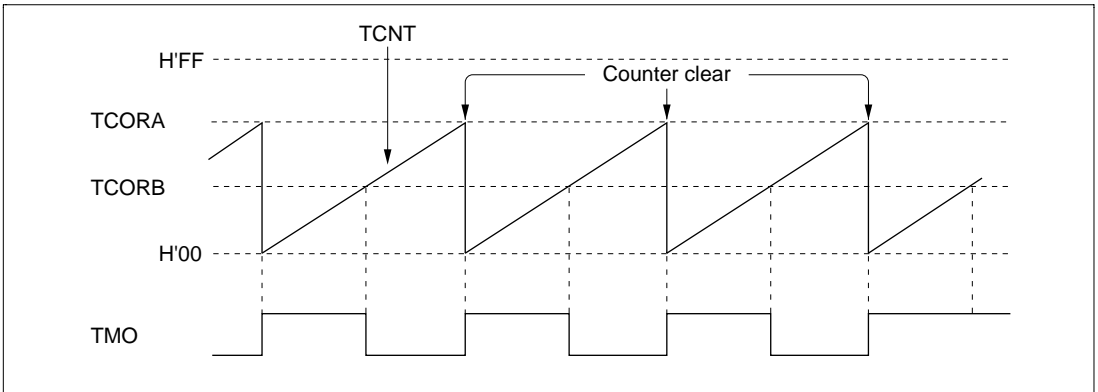 TCNT
H'FF
Counter clear
TCORA
TCORB
H'00
TMO